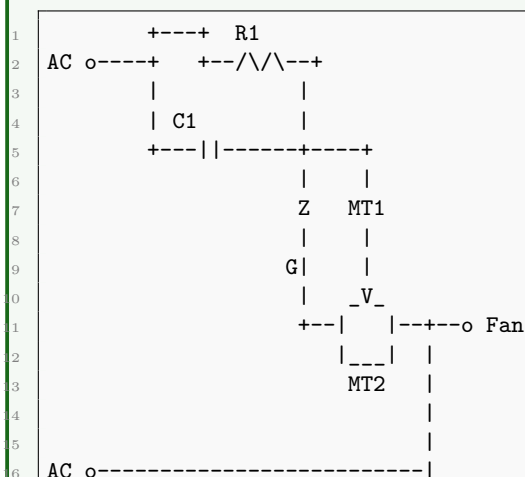 1            +---+  R1
2  AC o----+   +--/\/\--+
3            |           |
4            | C1        |
5            +---||------+----+
6                        |    |
7                        Z   MT1
8                        |    |
9                       G|    |
10                       |   _V_
11                       +--|   |--+--o Fan
12                          |___|  |
13                           MT2   |
14                                 |
15                                 |
16 AC o--------------------------|